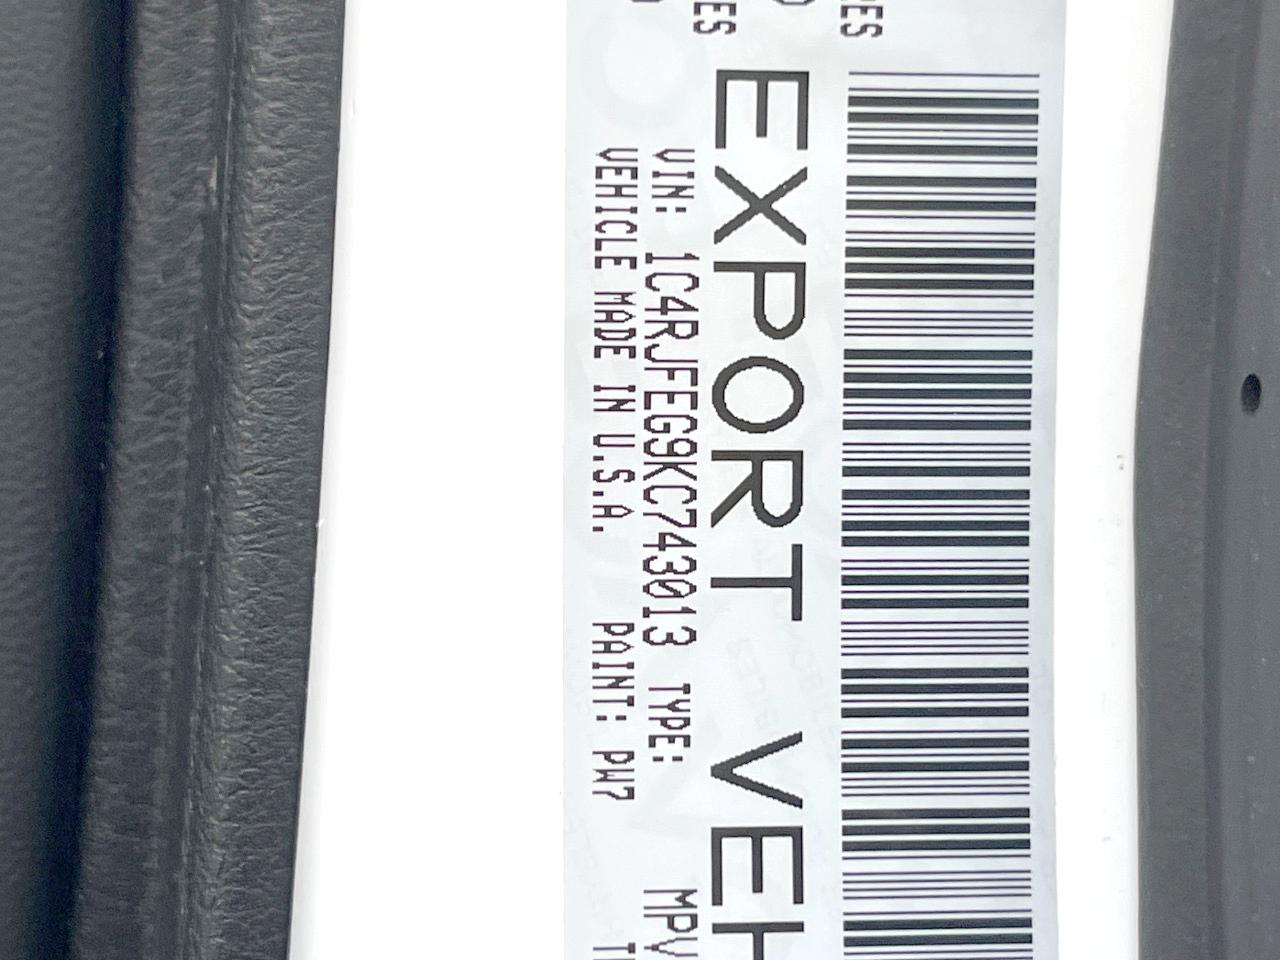 EXPORT VEH
VIN: 1C4RJFEG9KC743013 TYPE: MPV
VEHICLE MADE IN U.S.A. PAINT: PW7